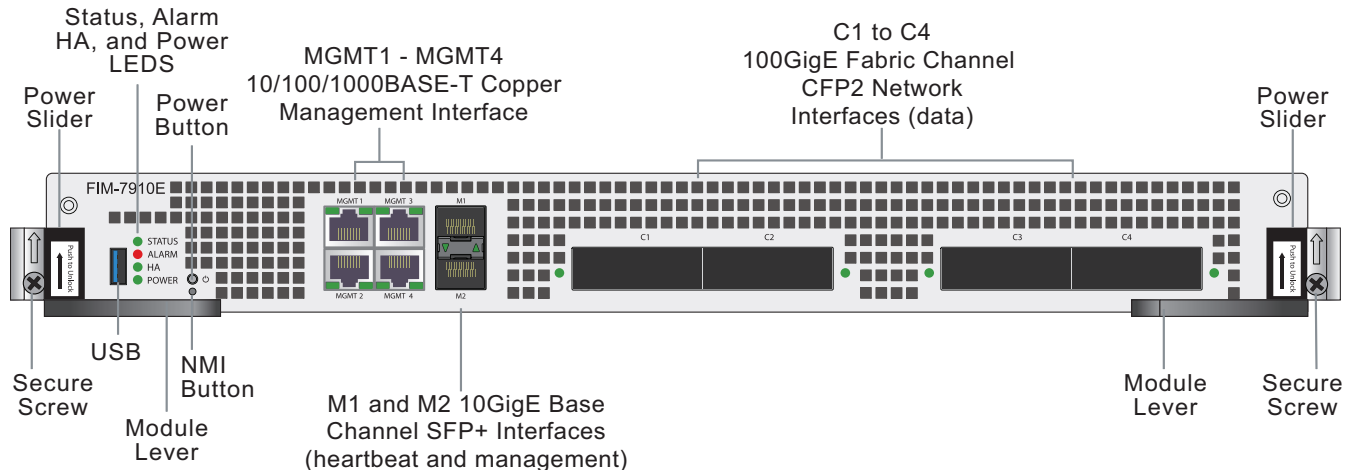 Status, Alarm
HA, and Power
LEDS
MGMT1 - MGMT4
10/100/1000BASE-T Copper
Management Interface
C1 to C4
100GigE Fabric Channel
CFP2 Network
Interfaces (data)
Power
Slider
Power
Button
Power
Slider
FIM-7910E
MGMT 1
MGMT 3
M1
C1
C2
C3
C4
STATUS
ALARM
HA
POWER
Push to Unlock
Push to Unlock
MGMT 2
MGMT 4
M2
USB
NMI
Button
Secure
Screw
Module
Lever
M1 and M2 10GigE Base
Channel SFP+ Interfaces
(heartbeat and management)
Module
Lever
Secure
Screw